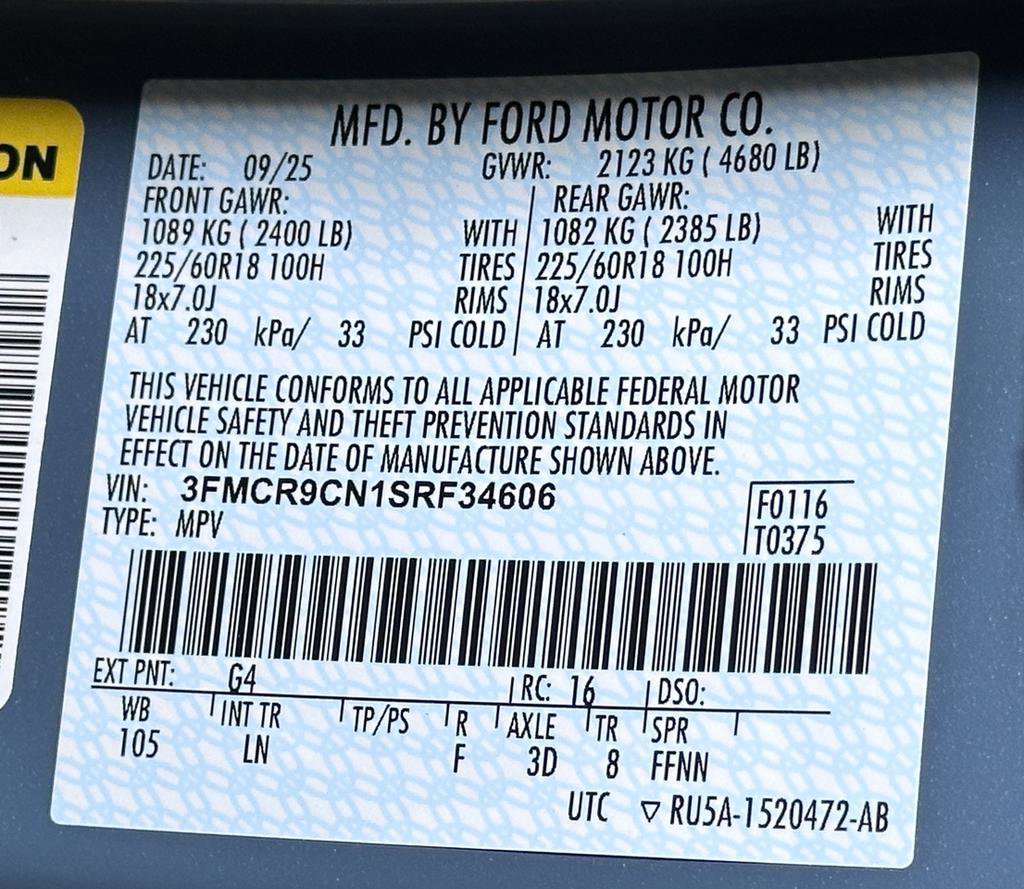 ON
MFD. BY FORD MOTOR CO.
DATE: 09/25 GVWR: 2123 KG ( 4680 LB)
FRONT GAWR: REAR GAWR:
1089 KG ( 2400 LB) WITH 1082 KG ( 2385 LB) WITH
225/60R18 100H TIRES 225/60R18 100H TIRES
18x7.0J RIMS 18x7.0J RIMS
AT 230 kPa/ 33 PSI COLD AT 230 kPa/ 33 PSI COLD
THIS VEHICLE CONFORMS TO ALL APPLICABLE FEDERAL MOTOR
VEHICLE SAFETY AND THEFT PREVENTION STANDARDS IN
EFFECT ON THE DATE OF MANUFACTURE SHOWN ABOVE.
VIN: 3FMCR9CN1SRF34606 F0116
TYPE: MPV T0375
EXT PNT: G4 RC: 16 DSO:
WB INT TR TP/PS R AXLE TR SPR
105 LN F 3D 8 FFNN
UTC ▽ RU5A-1520472-AB